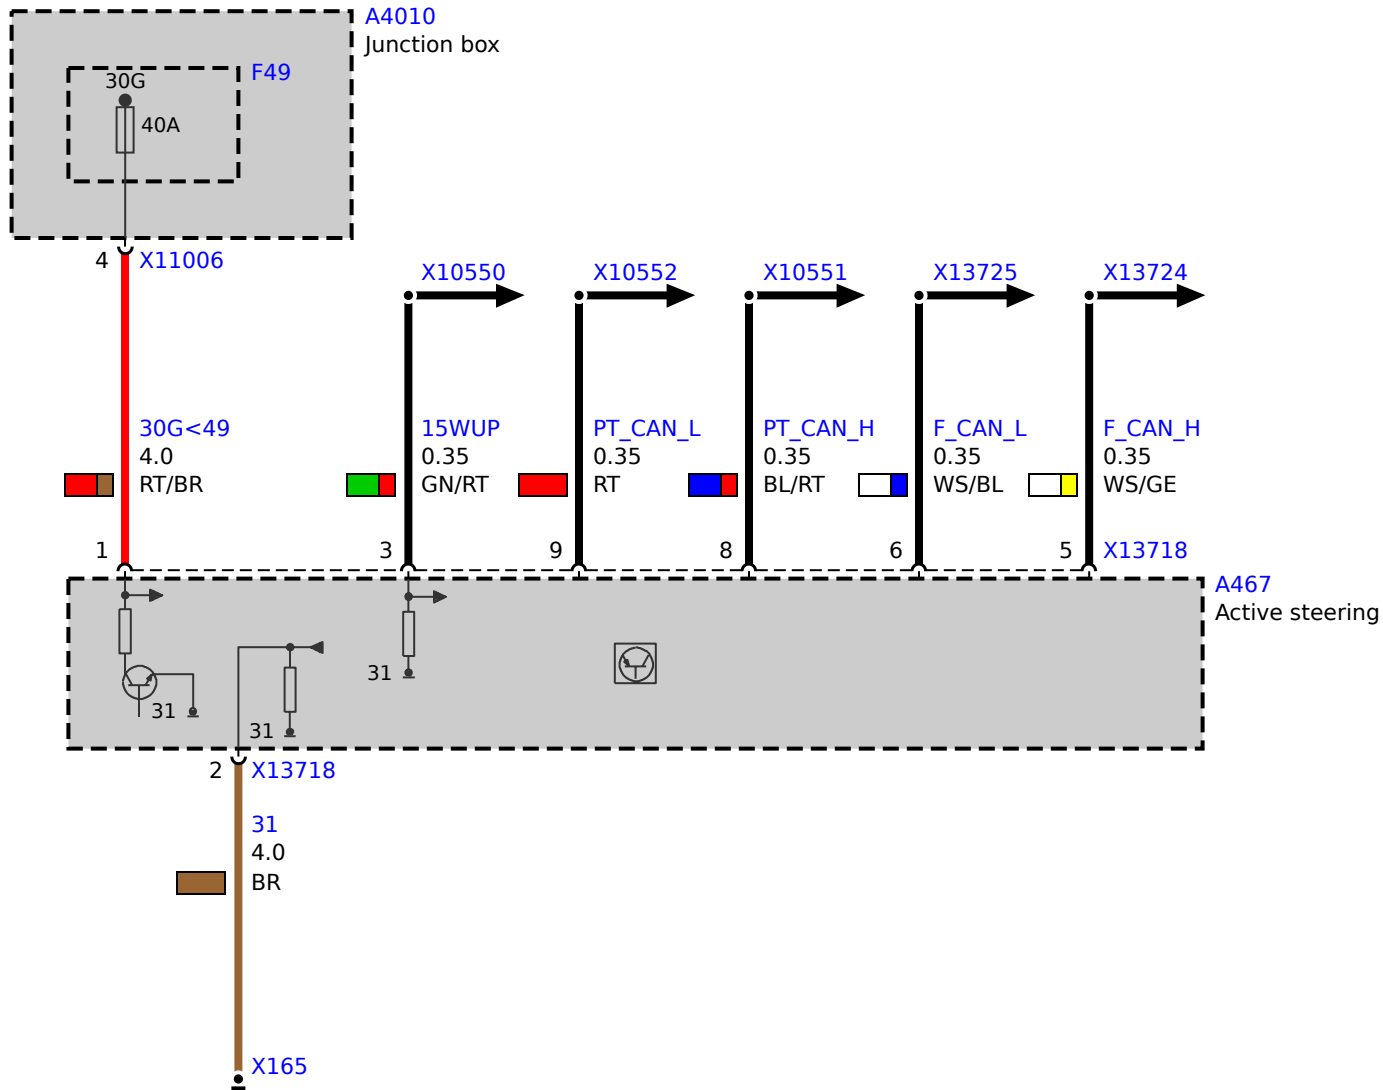 A4010
Junction box
F49
30G
40A
4
X11006
X10550
X10552
X10551
X13725
X13724
30G<49
4.0
RT/BR
15WUP
0.35
GN/RT
PT_CAN_L
0.35
RT
PT_CAN_H
0.35
BL/RT
F_CAN_L
0.35
WS/BL
F_CAN_H
0.35
WS/GE
1
3
9
8
6
5
X13718
A467
Active steering
31
31
31
2
X13718
31
4.0
BR
X165